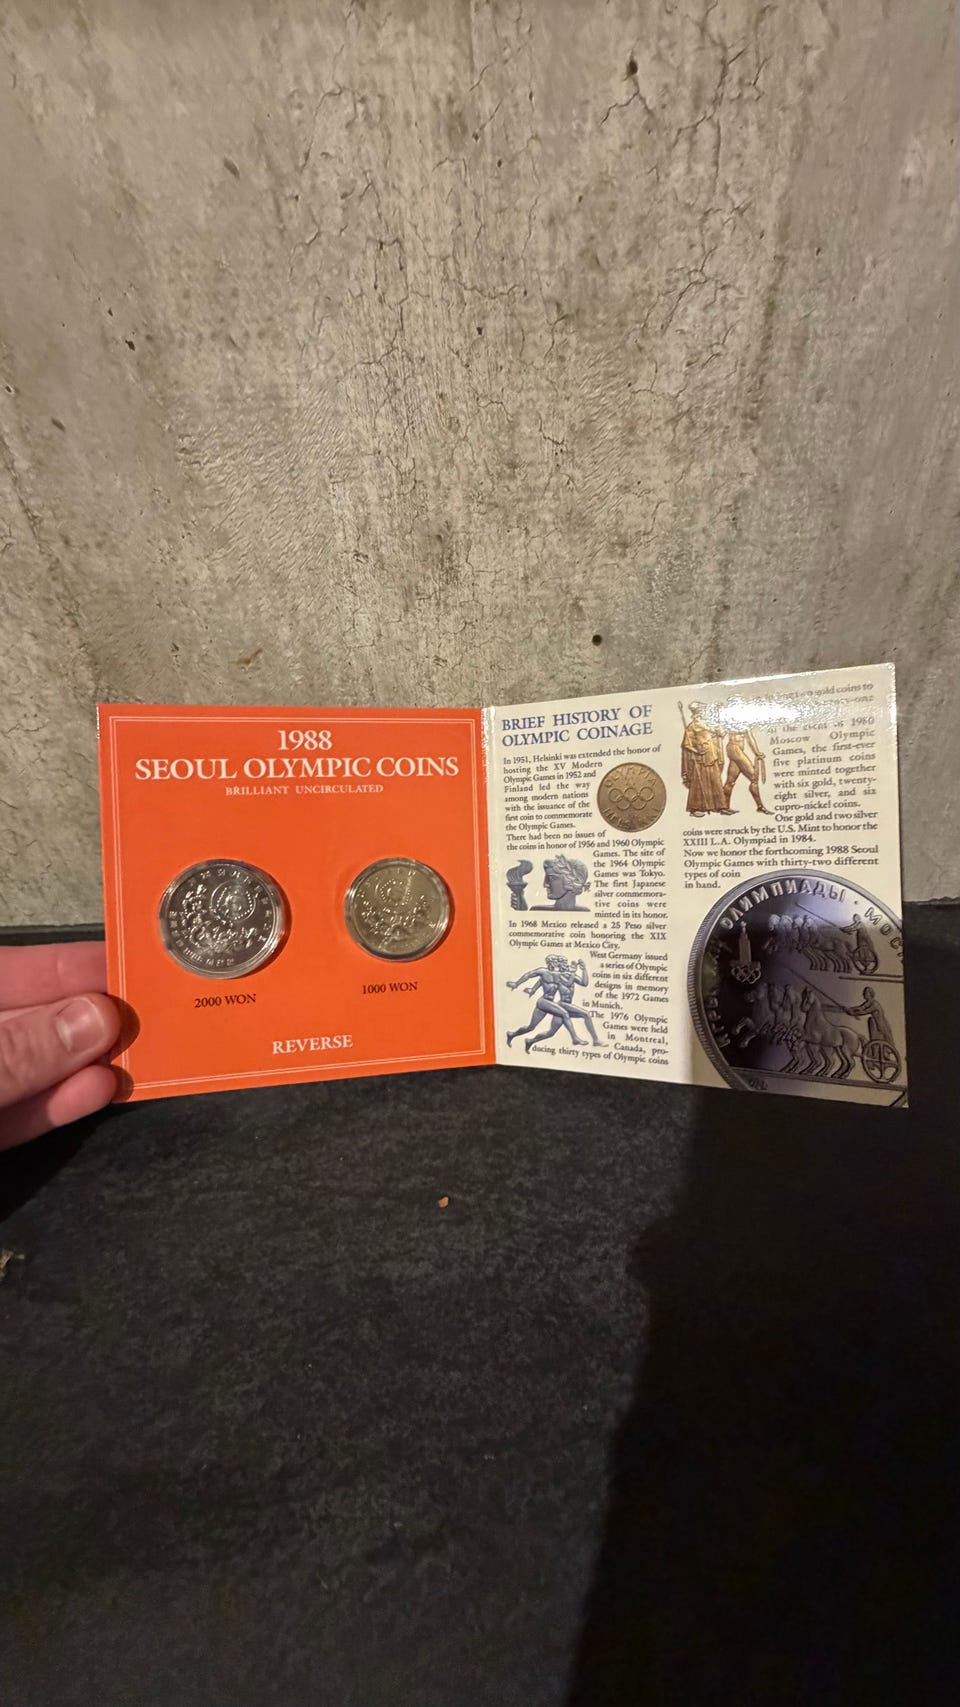 1988
SEOUL OLYMPIC COINS
BRILLIANT UNCIRCULATED
2000 WON
1000 WON
REVERSE
BRIEF HISTORY OF
OLYMPIC COINAGE
In 1951, Helsinki was extended the honor of
hosting the XV Modern
Olympic Games in 1952 and
Finland led the way
among modern nations
with the issuance of the
first coin to commemorate
the Olympic Games.
There had been no issues of
the coins in honor of 1956 and 1960 Olympic
Games. The site of
the 1964 Olympic
Games was Tokyo.
The first Japanese
silver commemora-
tive coins were
minted in its honor.
In 1968 Mexico released a 25 Peso silver
commemorative coin honoring the XIX
Olympic Games at Mexico City.
West Germany issued
a series of Olympic
coins in six different
designs in memory
of the 1972 Games
in Munich.
The 1976 Olympic
Games were held
in Montreal,
Canada, pro-
ducing thirty types of Olympic coins
two gold coins to
1980
Moscow Olympic
Games, the first-ever
five platinum coins
were minted together
with six gold, twenty-
eight silver, and six
cupro-nickel coins.
One gold and two silver
coins were struck by the U.S. Mint to honor the
XXIII L.A. Olympiad in 1984.
Now we honor the forthcoming 1988 Seoul
Olympic Games with thirty-two different
types of coin
in hand.
ОЛИМПИАДЫ